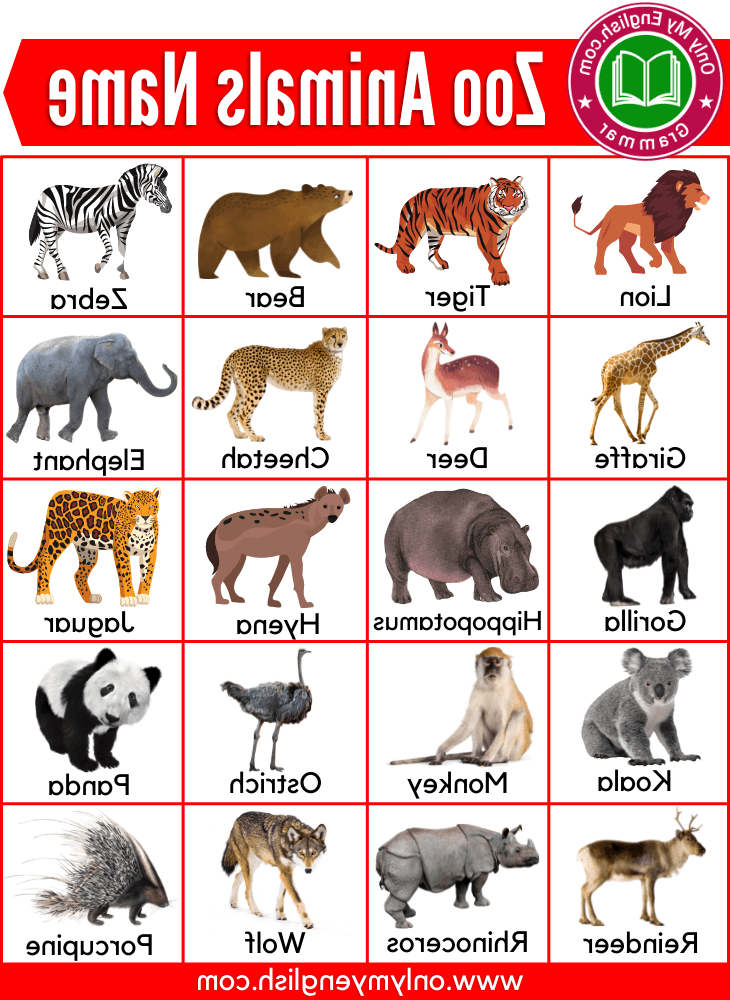 Only My English.com
Grammar
Zoo Animals Name
Lion
Tiger
Bear
Zebra
Giraffe
Deer
Cheetah
Elephant
Gorilla
Hippopotamus
Hyena
Jaguar
Koala
Monkey
Ostrich
Panda
Reindeer
Rhinoceros
Wolf
Porcupine
www.onlymyenglish.com